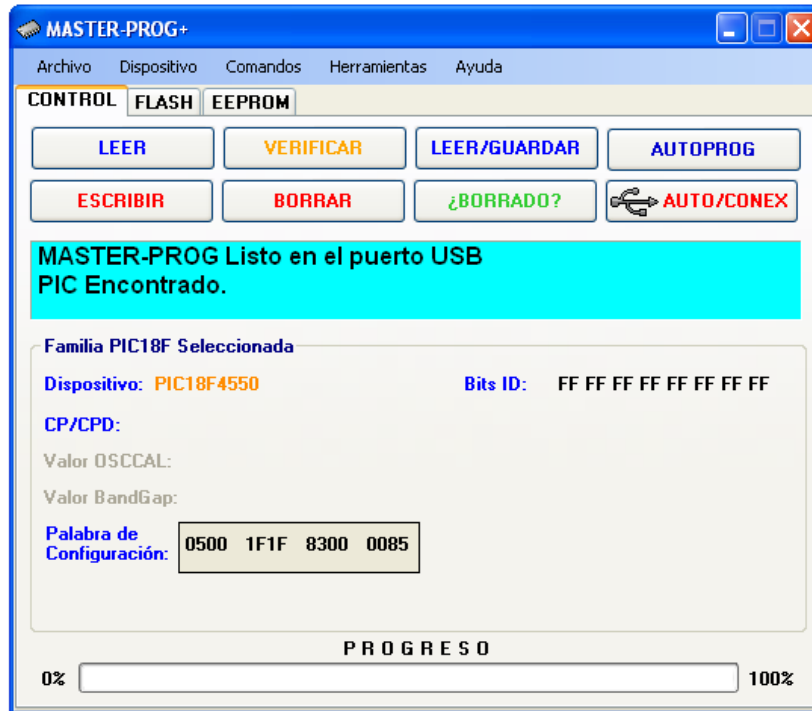 MASTER-PROG+
Archivo Dispositivo Comandos Herramientas Ayuda
CONTROL FLASH EEPROM
LEER VERIFICAR LEER/GUARDAR AUTOPROG
ESCRIBIR BORRAR ¿BORRADO? AUTO/CONEX
MASTER-PROG Listo en el puerto USB
PIC Encontrado.
Familia PIC18F Seleccionada
Dispositivo: PIC18F4550 Bits ID: FF FF FF FF FF FF FF FF
CP/CPD:
Valor OSCCAL:
Valor BandGap:
Palabra de
Configuración: 0500 1F1F 8300 0085
PROGRESO
0% 100%